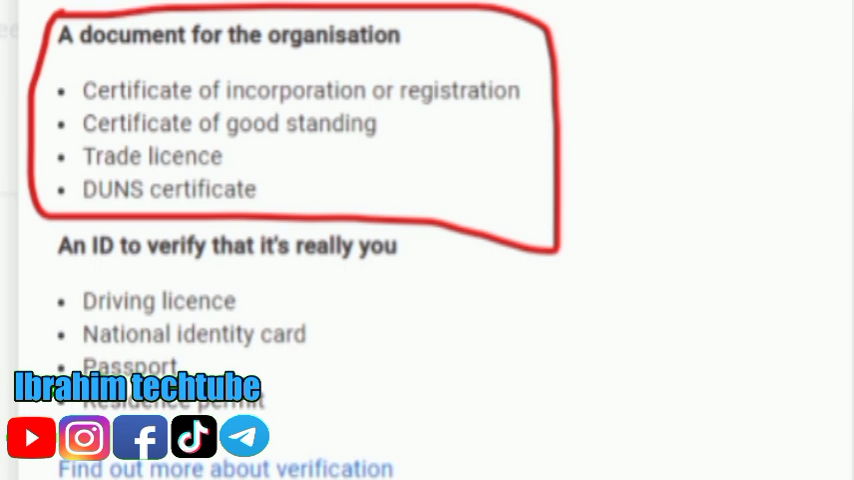 A document for the organisation
• Certificate of incorporation or registration
• Certificate of good standing
• Trade licence
• DUNS certificate
An ID to verify that it's really you
• Driving licence
• National identity card
• Passport
Ibrahim techtube
• Residence permit
Find out more about verification